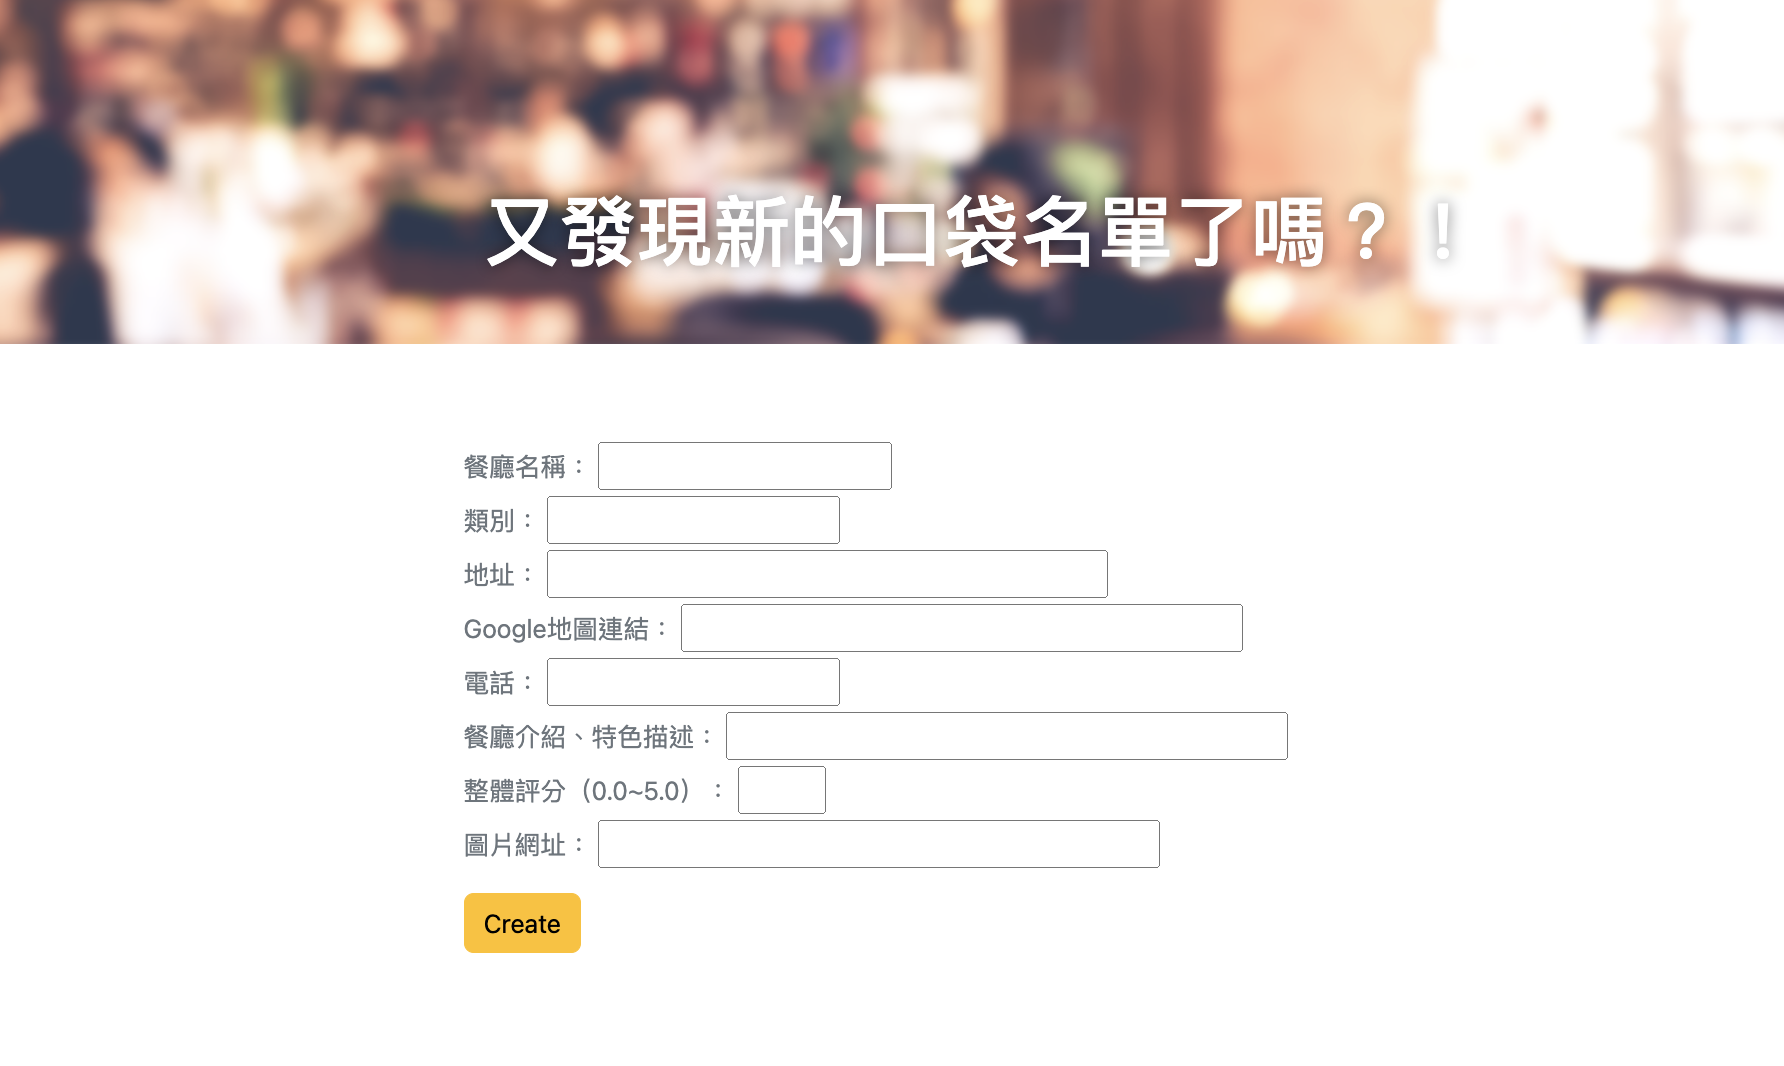 又發現新的口袋名單了嗎？！
餐廳名稱：
類別：
地址：
Google地圖連結：
電話：
餐廳介紹、特色描述：
整體評分（0.0~5.0）：
圖片網址：
Create